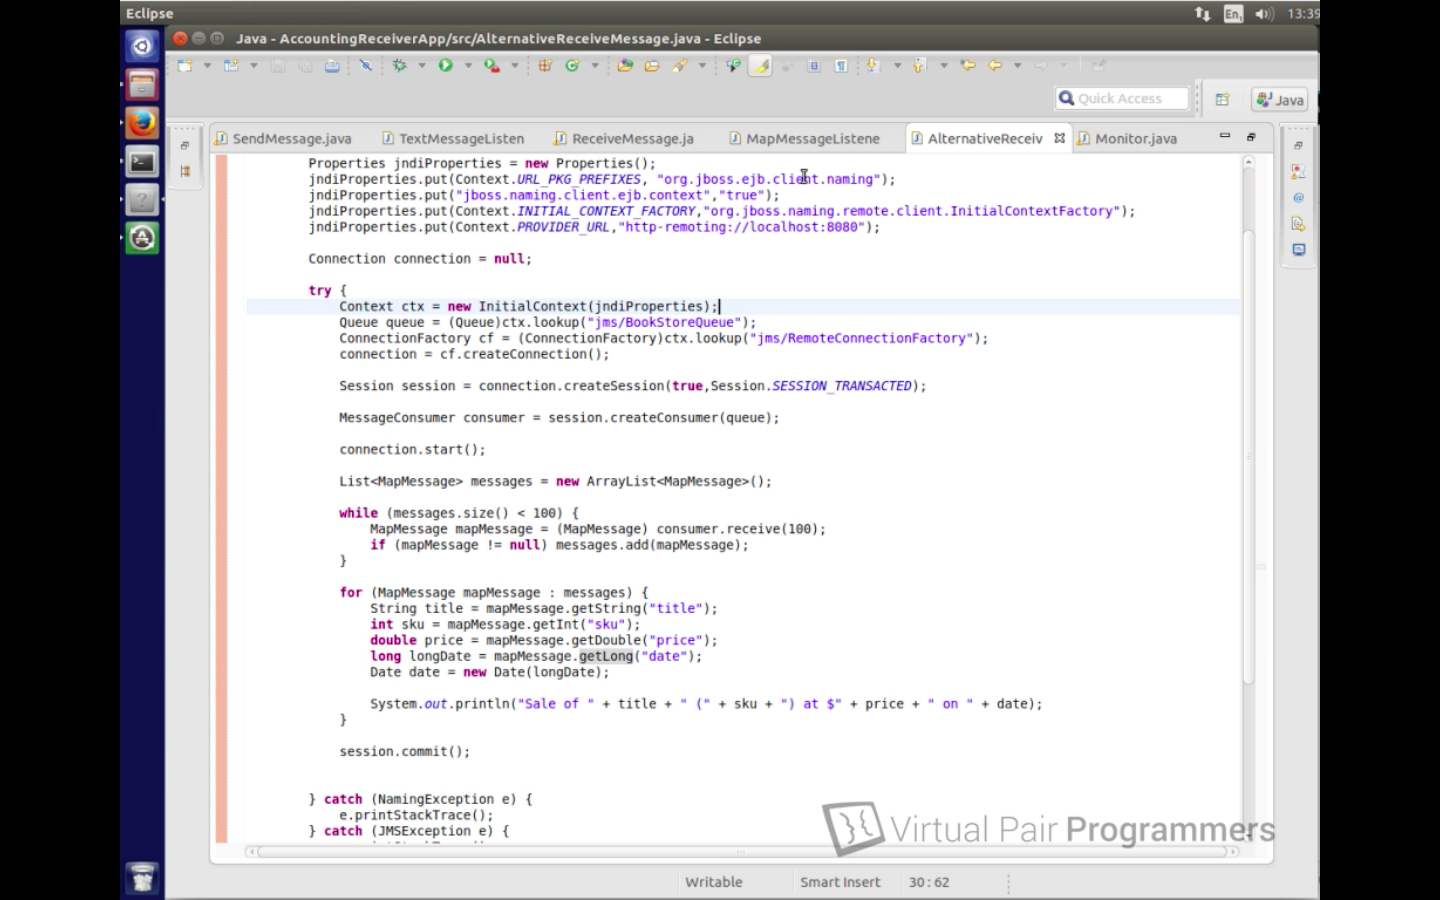 Eclipse
En1
13:39
Java - AccountingReceiverApp/src/AlternativeReceiveMessage.java - Eclipse
Quick Access
Java
SendMessage.java
TextMessageListen
ReceiveMessage.ja
MapMessageListene
AlternativeReceiv
Monitor.java
Properties jndiProperties = new Properties();
jndiProperties.put(Context.URL_PKG_PREFIXES, "org.jboss.ejb.client.naming");
jndiProperties.put("jboss.naming.client.ejb.context","true");
jndiProperties.put(Context.INITIAL_CONTEXT_FACTORY,"org.jboss.naming.remote.client.InitialContextFactory");
jndiProperties.put(Context.PROVIDER_URL,"http-remoting://localhost:8080");
Connection connection = null;
try {
Context ctx = new InitialContext(jndiProperties);
Queue queue = (Queue)ctx.lookup("jms/BookStoreQueue");
ConnectionFactory cf = (ConnectionFactory)ctx.lookup("jms/RemoteConnectionFactory");
connection = cf.createConnection();
Session session = connection.createSession(true,Session.SESSION_TRANSACTED);
MessageConsumer consumer = session.createConsumer(queue);
connection.start();
List<MapMessage> messages = new ArrayList<MapMessage>();
while (messages.size() < 100) {
MapMessage mapMessage = (MapMessage) consumer.receive(100);
if (mapMessage != null) messages.add(mapMessage);
}
for (MapMessage mapMessage : messages) {
String title = mapMessage.getString("title");
int sku = mapMessage.getInt("sku");
double price = mapMessage.getDouble("price");
long longDate = mapMessage.getLong("date");
Date date = new Date(longDate);
System.out.println("Sale of " + title + " (" + sku + ") at $" + price + " on " + date);
}
session.commit();
} catch (NamingException e) {
e.printStackTrace();
} catch (JMSException e) {
Virtual Pair Programmers
Writable
Smart Insert
30:62